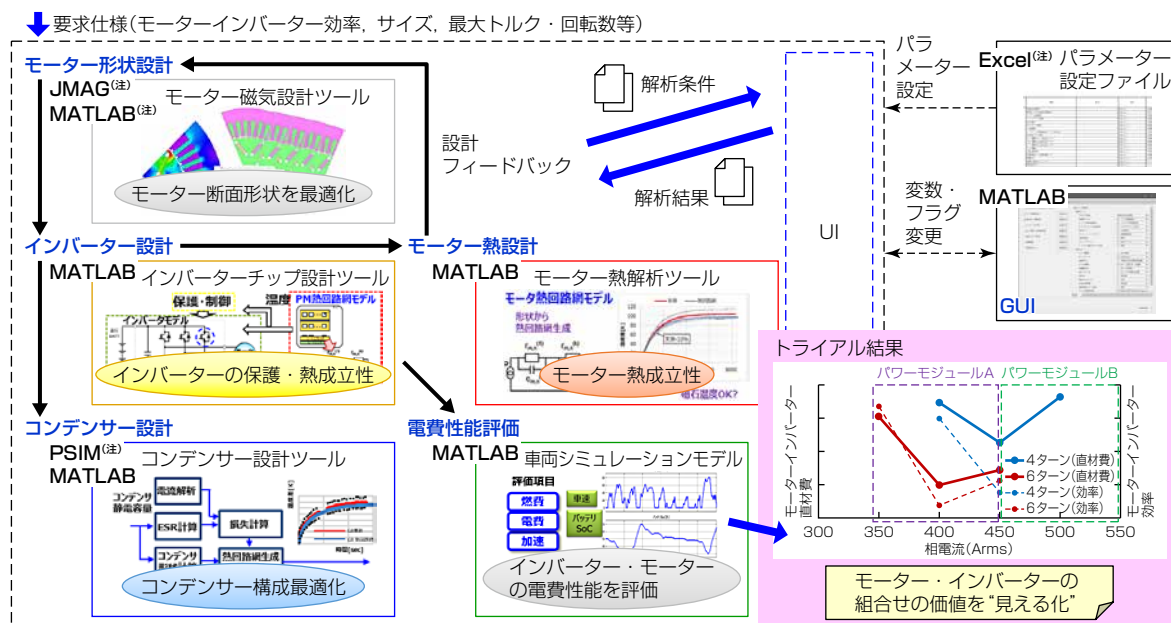 要求仕様(モーターインバーター効率, サイズ, 最大トルク・回転数等)
モーター形状設計
JMAG(注)
MATLAB(注)
モーター磁気設計ツール
モーター断面形状を最適化
設計
フィードバック
解析条件
解析結果
UI
パラ
メーター
設定
Excel(注) パラメーター
設定ファイル
変数・
フラグ
変更
MATLAB
GUI
インバーター設計
MATLAB
インバーターチップ設計ツール
保護・制御
温度
PM熱回路網モデル
インバータモデル
インバーターの保護・熱成立性
モーター熱設計
MATLAB
モーター熱解析ツール
モータ熱回路網モデル
形状から
熱回路網生成
モーター熱成立性
磁石温度OK?
コンデンサー設計
PSIM(注)
MATLAB
コンデンサー設計ツール
コンデンサ
静電容量
電流解析
ESR計算
損失計算
コンデンサ
熱回路網生成
時間[sec]
コンデンサー構成最適化
電費性能評価
MATLAB
車両シミュレーションモデル
評価項目
燃費
電費
加速
車速
バッテリ
SoC
インバーター・モーター
の電費性能を評価
トライアル結果
パワーモジュールA
パワーモジュールB
モーターインバーター
直材費
モーターインバーター
効率
4ターン(直材費)
6ターン(直材費)
4ターン(効率)
6ターン(効率)
300
350
400
450
500
550
相電流(Arms)
モーター・インバーターの
組合せの価値を“見える化”